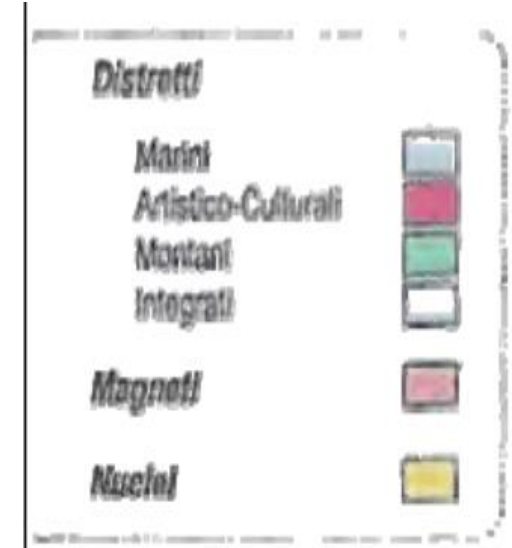 Distretti
Marini
Artistico-Culturali
Montani
Integrati
Magneti
Nuclei